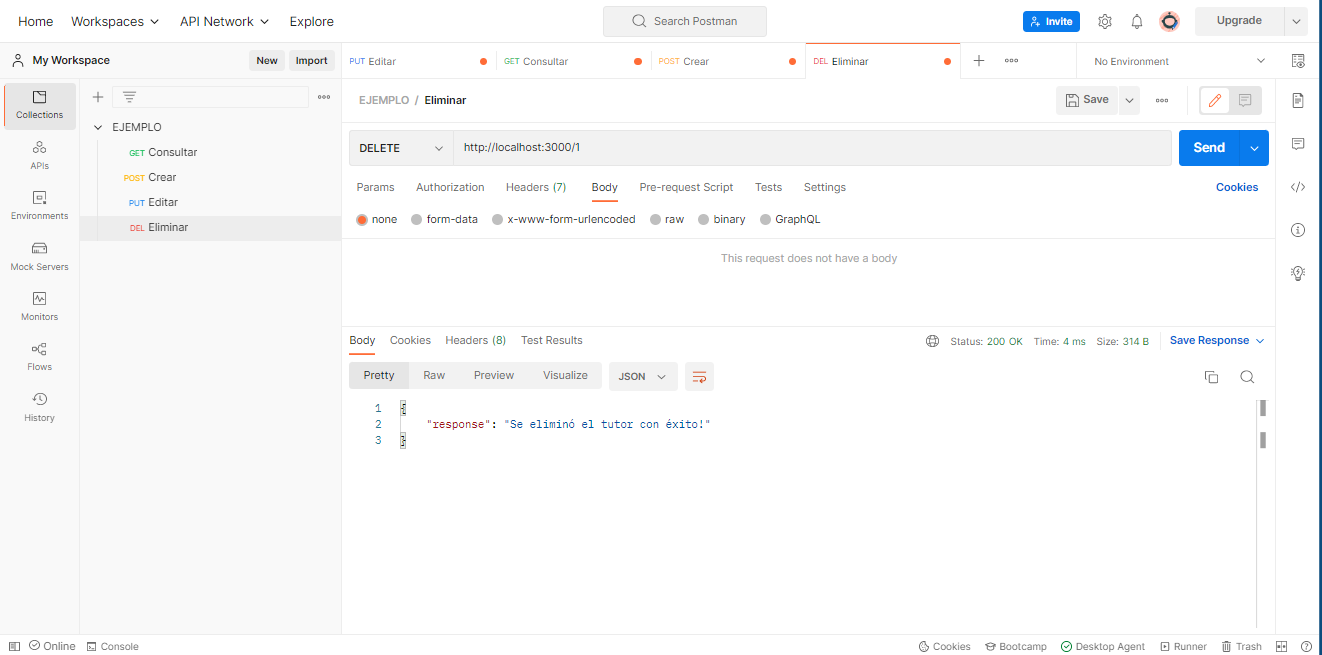 Home Workspaces API Network Explore Search Postman Invite Upgrade
My Workspace New Import PUT Editar GET Consultar POST Crear DEL Eliminar No Environment
Collections
APIs
Environments
Mock Servers
Monitors
Flows
History
EJEMPLO
GET Consultar
POST Crear
PUT Editar
DEL Eliminar
EJEMPLO / Eliminar Save
DELETE http://localhost:3000/1 Send
Params Authorization Headers (7) Body Pre-request Script Tests Settings Cookies
none form-data x-www-form-urlencoded raw binary GraphQL
This request does not have a body
Body Cookies Headers (8) Test Results Status: 200 OK Time: 4 ms Size: 314 B Save Response
Pretty Raw Preview Visualize JSON
1 {
2 "response": "Se eliminó el tutor con éxito!"
3 }
Online Console Cookies Bootcamp Desktop Agent Runner Trash